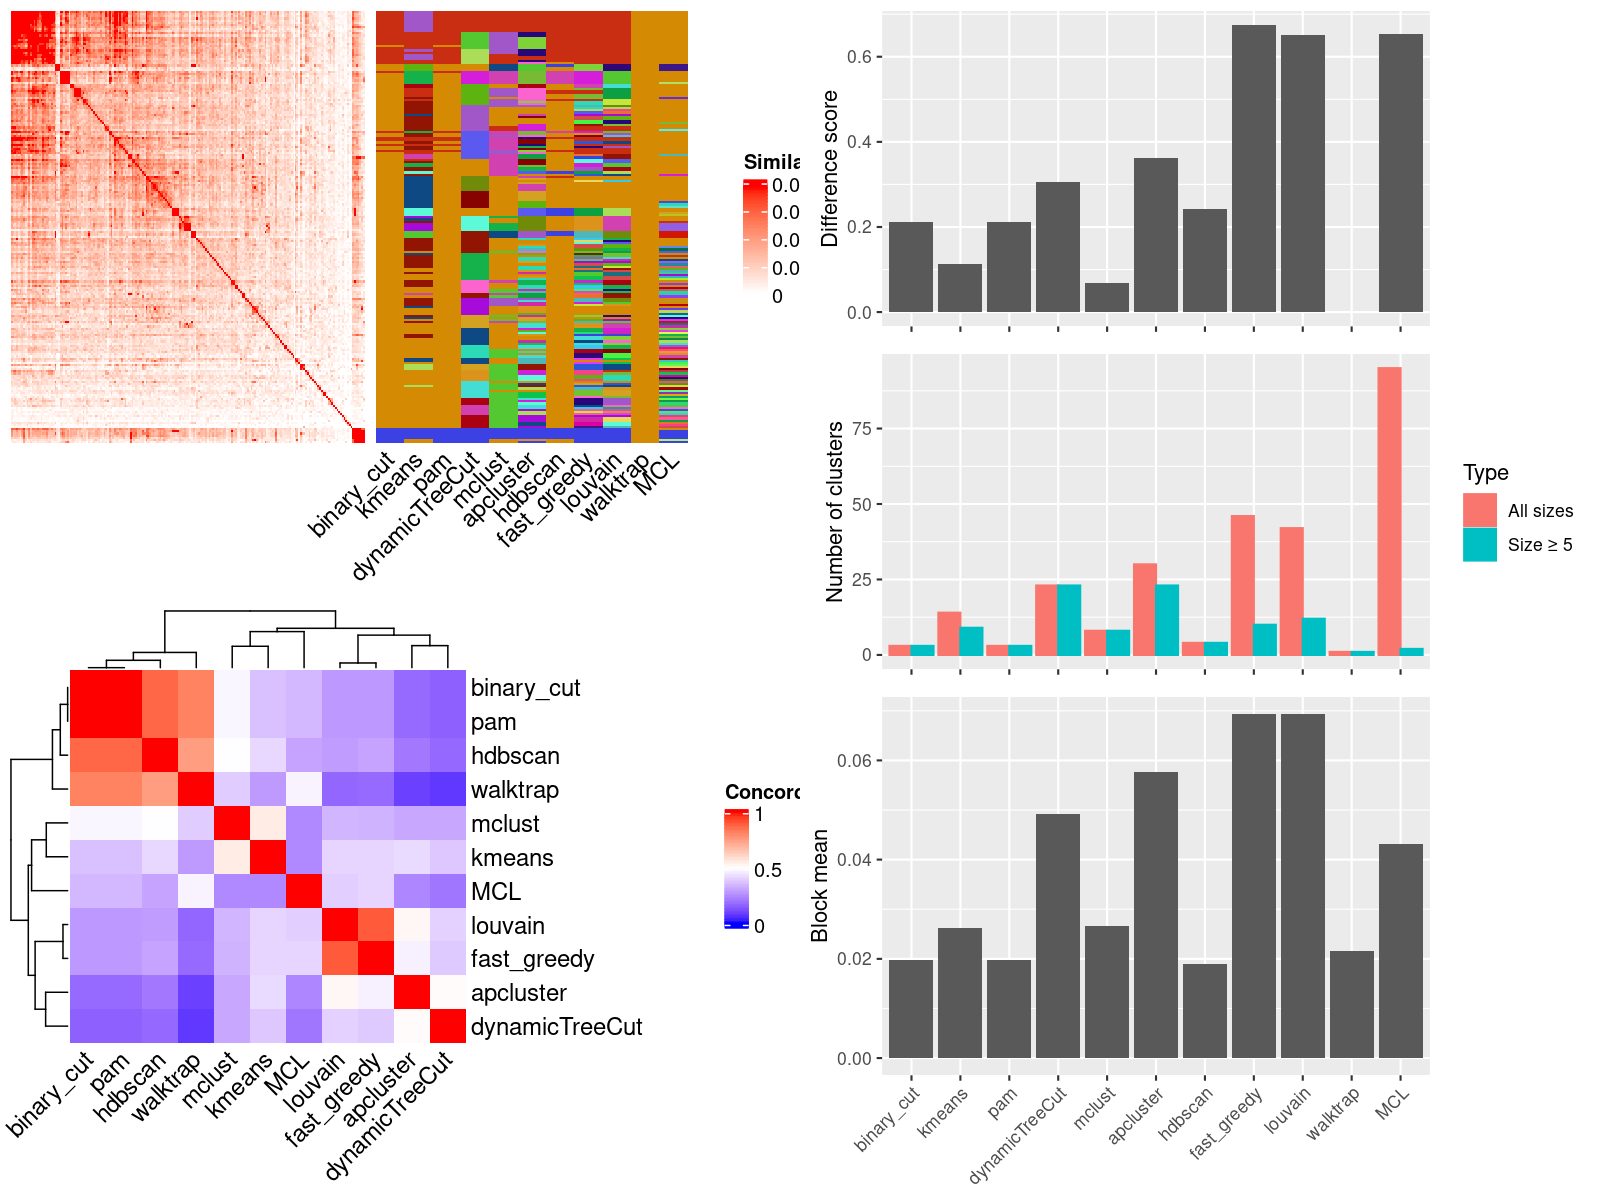 Simila
0.0
0.0
0.0
0.0
0
binary_cut
kmeans
pam
dynamicTreeCut
mclust
apcluster
hdbscan
fast_greedy
louvain
walktrap
MCL
binary_cut
pam
hdbscan
walktrap
mclust
kmeans
MCL
louvain
fast_greedy
apcluster
dynamicTreeCut
binary_cut
pam
hdbscan
walktrap
mclust
kmeans
MCL
louvain
fast_greedy
apcluster
dynamicTreeCut
Concord
1
0.5
0
Difference score
0.6
0.4
0.2
0.0
Number of clusters
75
50
25
0
Type
All sizes
Size ≥ 5
Block mean
0.06
0.04
0.02
0.00
binary_cut
kmeans
pam
dynamicTreeCut
mclust
apcluster
hdbscan
fast_greedy
louvain
walktrap
MCL